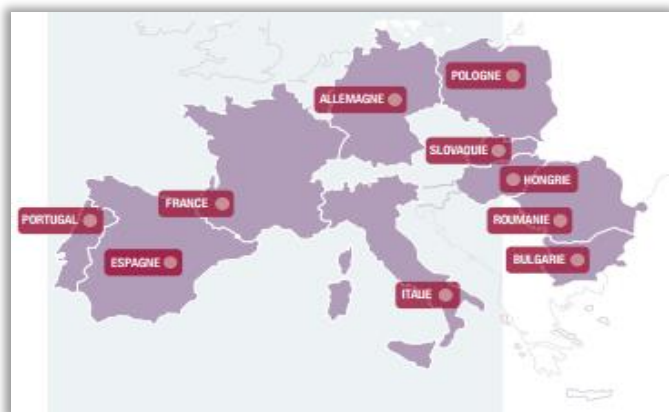 POLOGNE
ALLEMAGNE
SLOVAQUIE
HONGRIE
FRANCE
PORTUGAL
ROUMANIE
ESPAGNE
BULGARIE
ITALIE